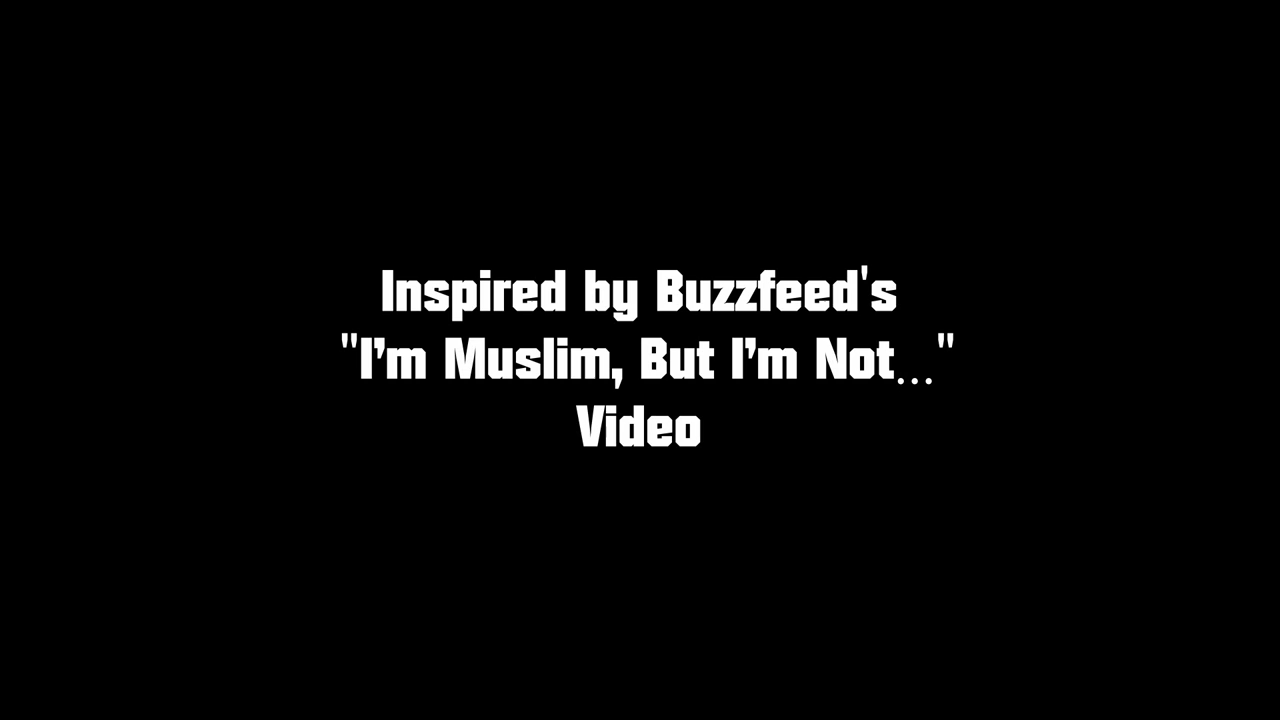 Inspired by Buzzfeed's
"I’m Muslim, But I’m Not..."
Video